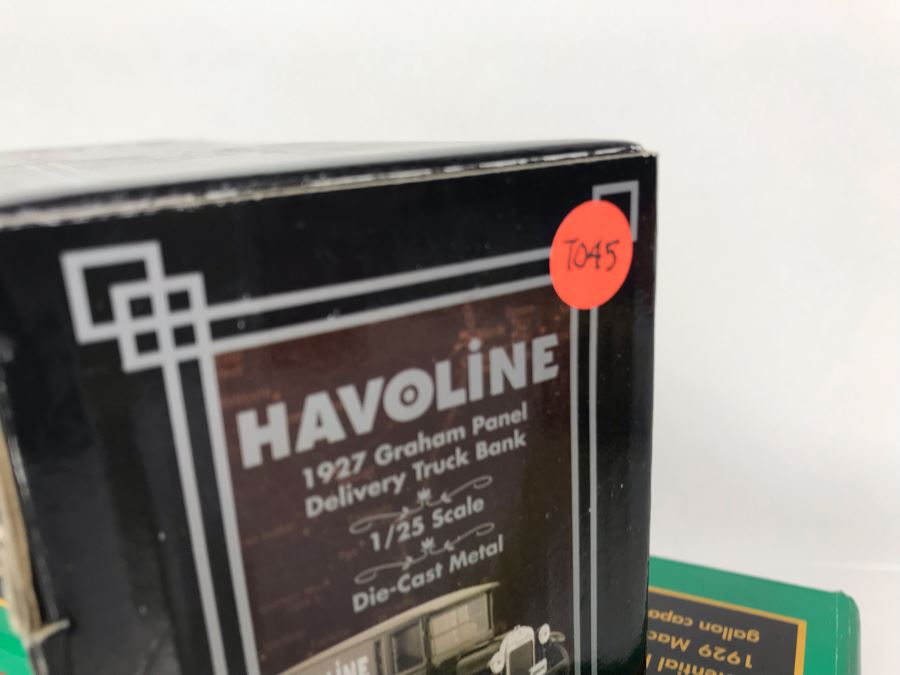 T045
HAVOLINE
1927 Graham Panel
Delivery Truck Bank
1/25 Scale
Die-Cast Metal
1929 Mac
gallon capa